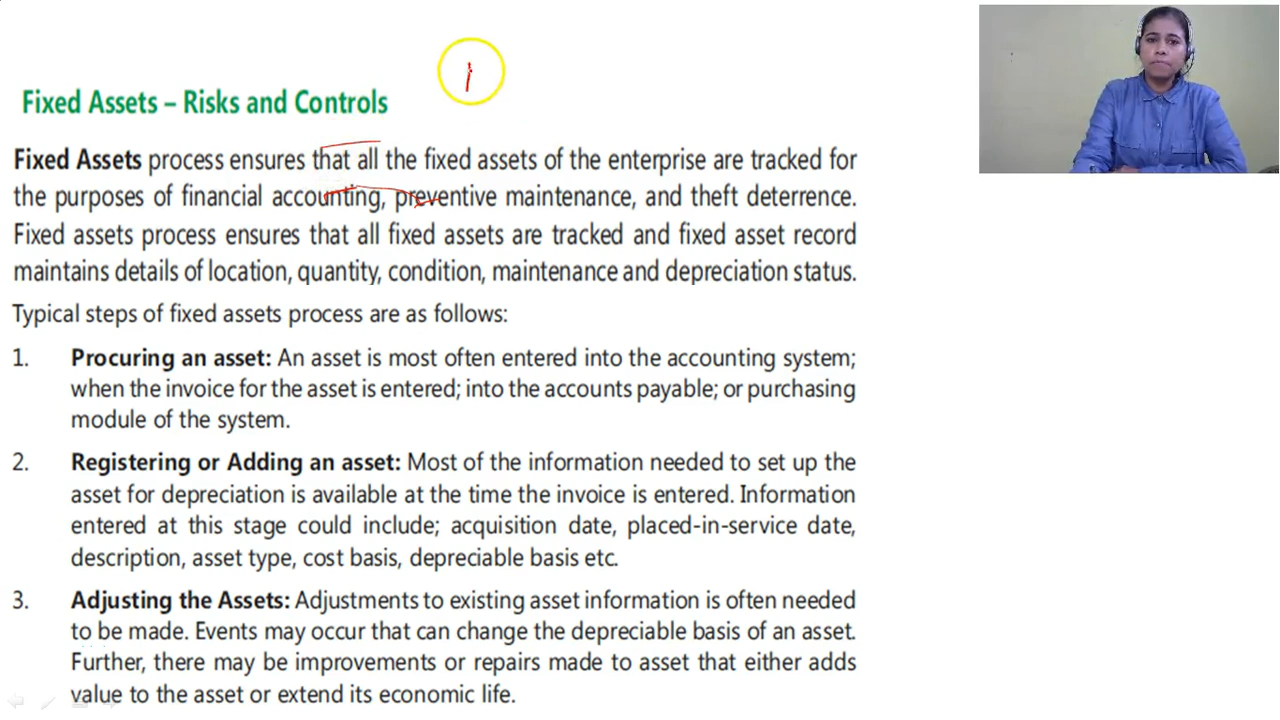 Fixed Assets – Risks and Controls
Fixed Assets process ensures that all the fixed assets of the enterprise are tracked for
the purposes of financial accounting, preventive maintenance, and theft deterrence.
Fixed assets process ensures that all fixed assets are tracked and fixed asset record
maintains details of location, quantity, condition, maintenance and depreciation status.
Typical steps of fixed assets process are as follows:
1. Procuring an asset: An asset is most often entered into the accounting system;
when the invoice for the asset is entered; into the accounts payable; or purchasing
module of the system.
2. Registering or Adding an asset: Most of the information needed to set up the
asset for depreciation is available at the time the invoice is entered. Information
entered at this stage could include; acquisition date, placed-in-service date,
description, asset type, cost basis, depreciable basis etc.
3. Adjusting the Assets: Adjustments to existing asset information is often needed
to be made. Events may occur that can change the depreciable basis of an asset.
Further, there may be improvements or repairs made to asset that either adds
value to the asset or extend its economic life.